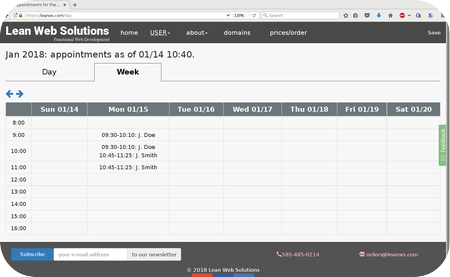 ppointments for the
https://leanws.com/day
120%
Search
Lean Web Solutions
Functional Web Development
home USER about domains prices/order
Save
Jan 2018: appointments as of 01/14 10:40.
Day Week
Sun 01/14 Mon 01/15 Tue 01/16 Wed 01/17 Thu 01/18 Fri 01/19 Sat 01/20
8:00
9:00 09:30-10:10: J. Doe
10:00 09:30-10:10: J. Doe
10:45-11:25: J. Smith
11:00 10:45-11:25: J. Smith
12:00
13:00
14:00
15:00
16:00
Feedback
Subscribe your e-mail address to our newsletter 585-485-0214 orders@leanws.com
© 2018 Lean Web Solutions